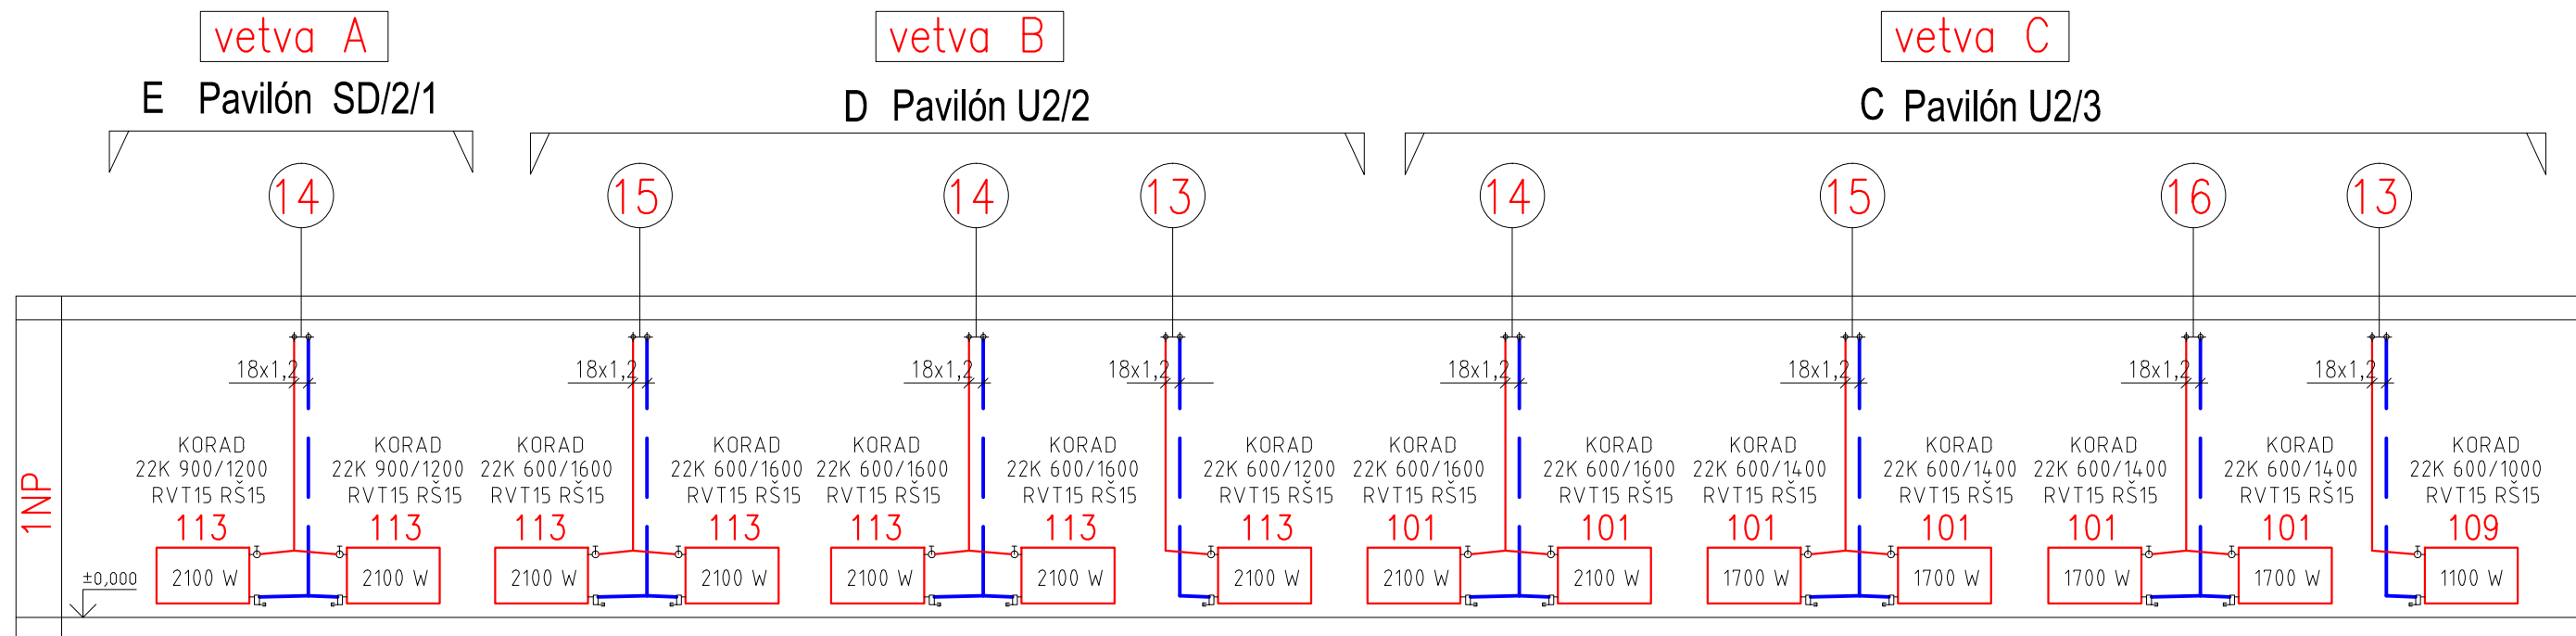 vetva A
vetva B
vetva C
E Pavilón SD/2/1
D Pavilón U2/2
C Pavilón U2/3
14
15
14
13
14
15
16
13
18x1,2
18x1,2
18x1,2
18x1,2
18x1,2
18x1,2
18x1,2
18x1,2
1NP
±0,000
KORAD
22K 900/1200
RVT15 RŠ15
113
2100 W
KORAD
22K 900/1200
RVT15 RŠ15
113
2100 W
KORAD
22K 600/1600
RVT15 RŠ15
113
2100 W
KORAD
22K 600/1600
RVT15 RŠ15
113
2100 W
KORAD
22K 600/1600
RVT15 RŠ15
113
2100 W
KORAD
22K 600/1600
RVT15 RŠ15
113
2100 W
KORAD
22K 600/1200
RVT15 RŠ15
113
2100 W
KORAD
22K 600/1600
RVT15 RŠ15
101
2100 W
KORAD
22K 600/1600
RVT15 RŠ15
101
2100 W
KORAD
22K 600/1400
RVT15 RŠ15
101
1700 W
KORAD
22K 600/1400
RVT15 RŠ15
101
1700 W
KORAD
22K 600/1400
RVT15 RŠ15
101
1700 W
KORAD
22K 600/1400
RVT15 RŠ15
101
1700 W
KORAD
22K 600/1000
RVT15 RŠ15
109
1100 W